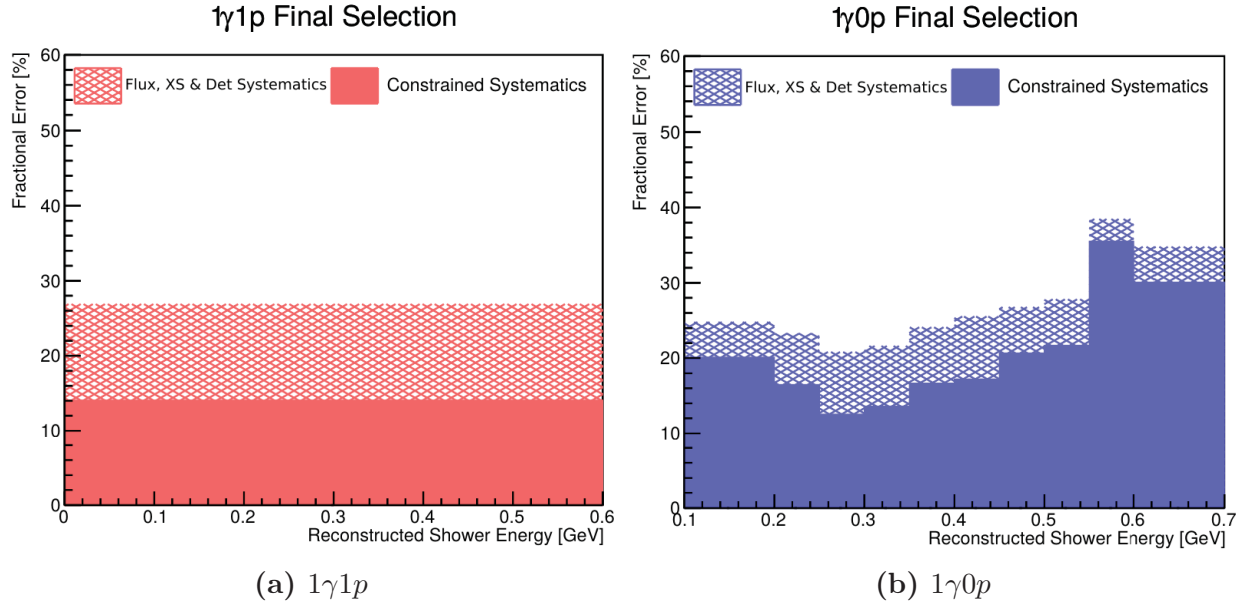 1γ1p Final Selection
Fractional Error [%]
60
50
40
30
20
10
0
Flux, XS & Det Systematics
Constrained Systematics
0 0.1 0.2 0.3 0.4 0.5 0.6
Reconstructed Shower Energy [GeV]
(a) 1γ1p
1γ0p Final Selection
Fractional Error [%]
60
50
40
30
20
10
0
Flux, XS & Det Systematics
Constrained Systematics
0.1 0.2 0.3 0.4 0.5 0.6 0.7
Reconstructed Shower Energy [GeV]
(b) 1γ0p